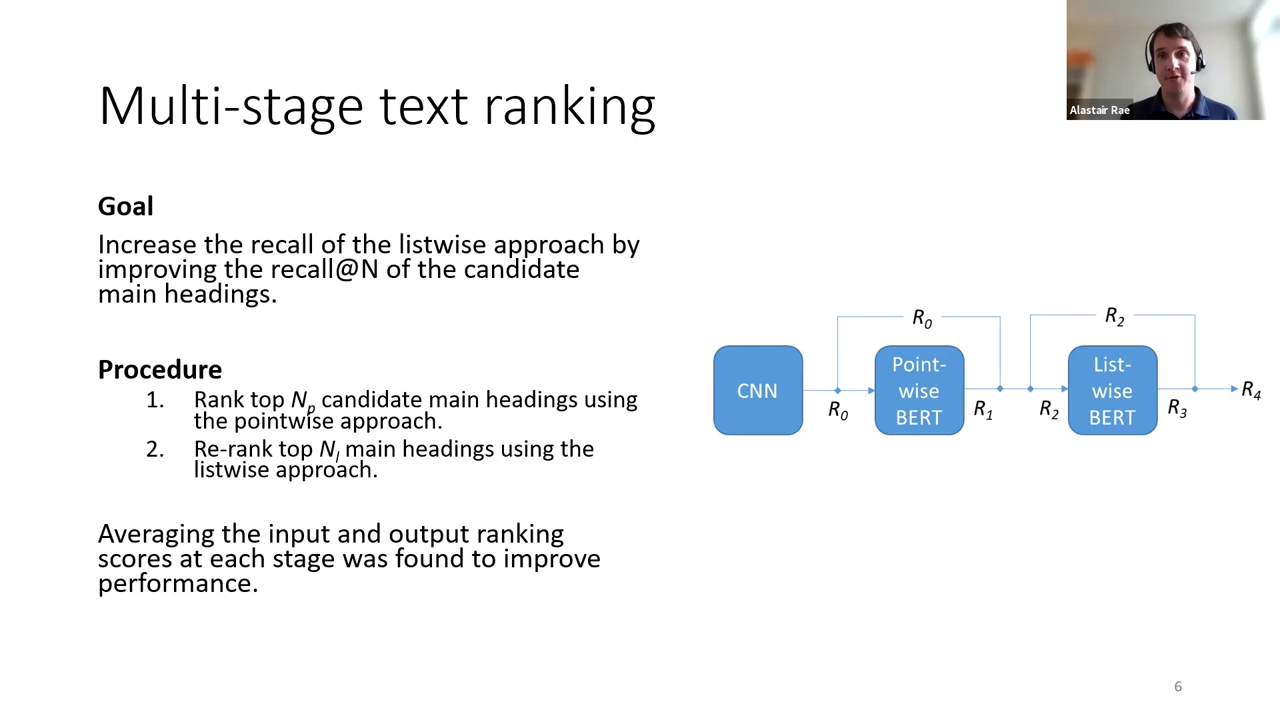 Multi-stage text ranking
Alastair Rae
Goal
Increase the recall of the listwise approach by
improving the recall@N of the candidate
main headings.
Procedure
1. Rank top Np candidate main headings using
the pointwise approach.
2. Re-rank top Nl main headings using the
listwise approach.
Averaging the input and output ranking
scores at each stage was found to improve
performance.
R0
R2
CNN
Point-
wise
BERT
List-
wise
BERT
R0
R1
R2
R3
R4
6